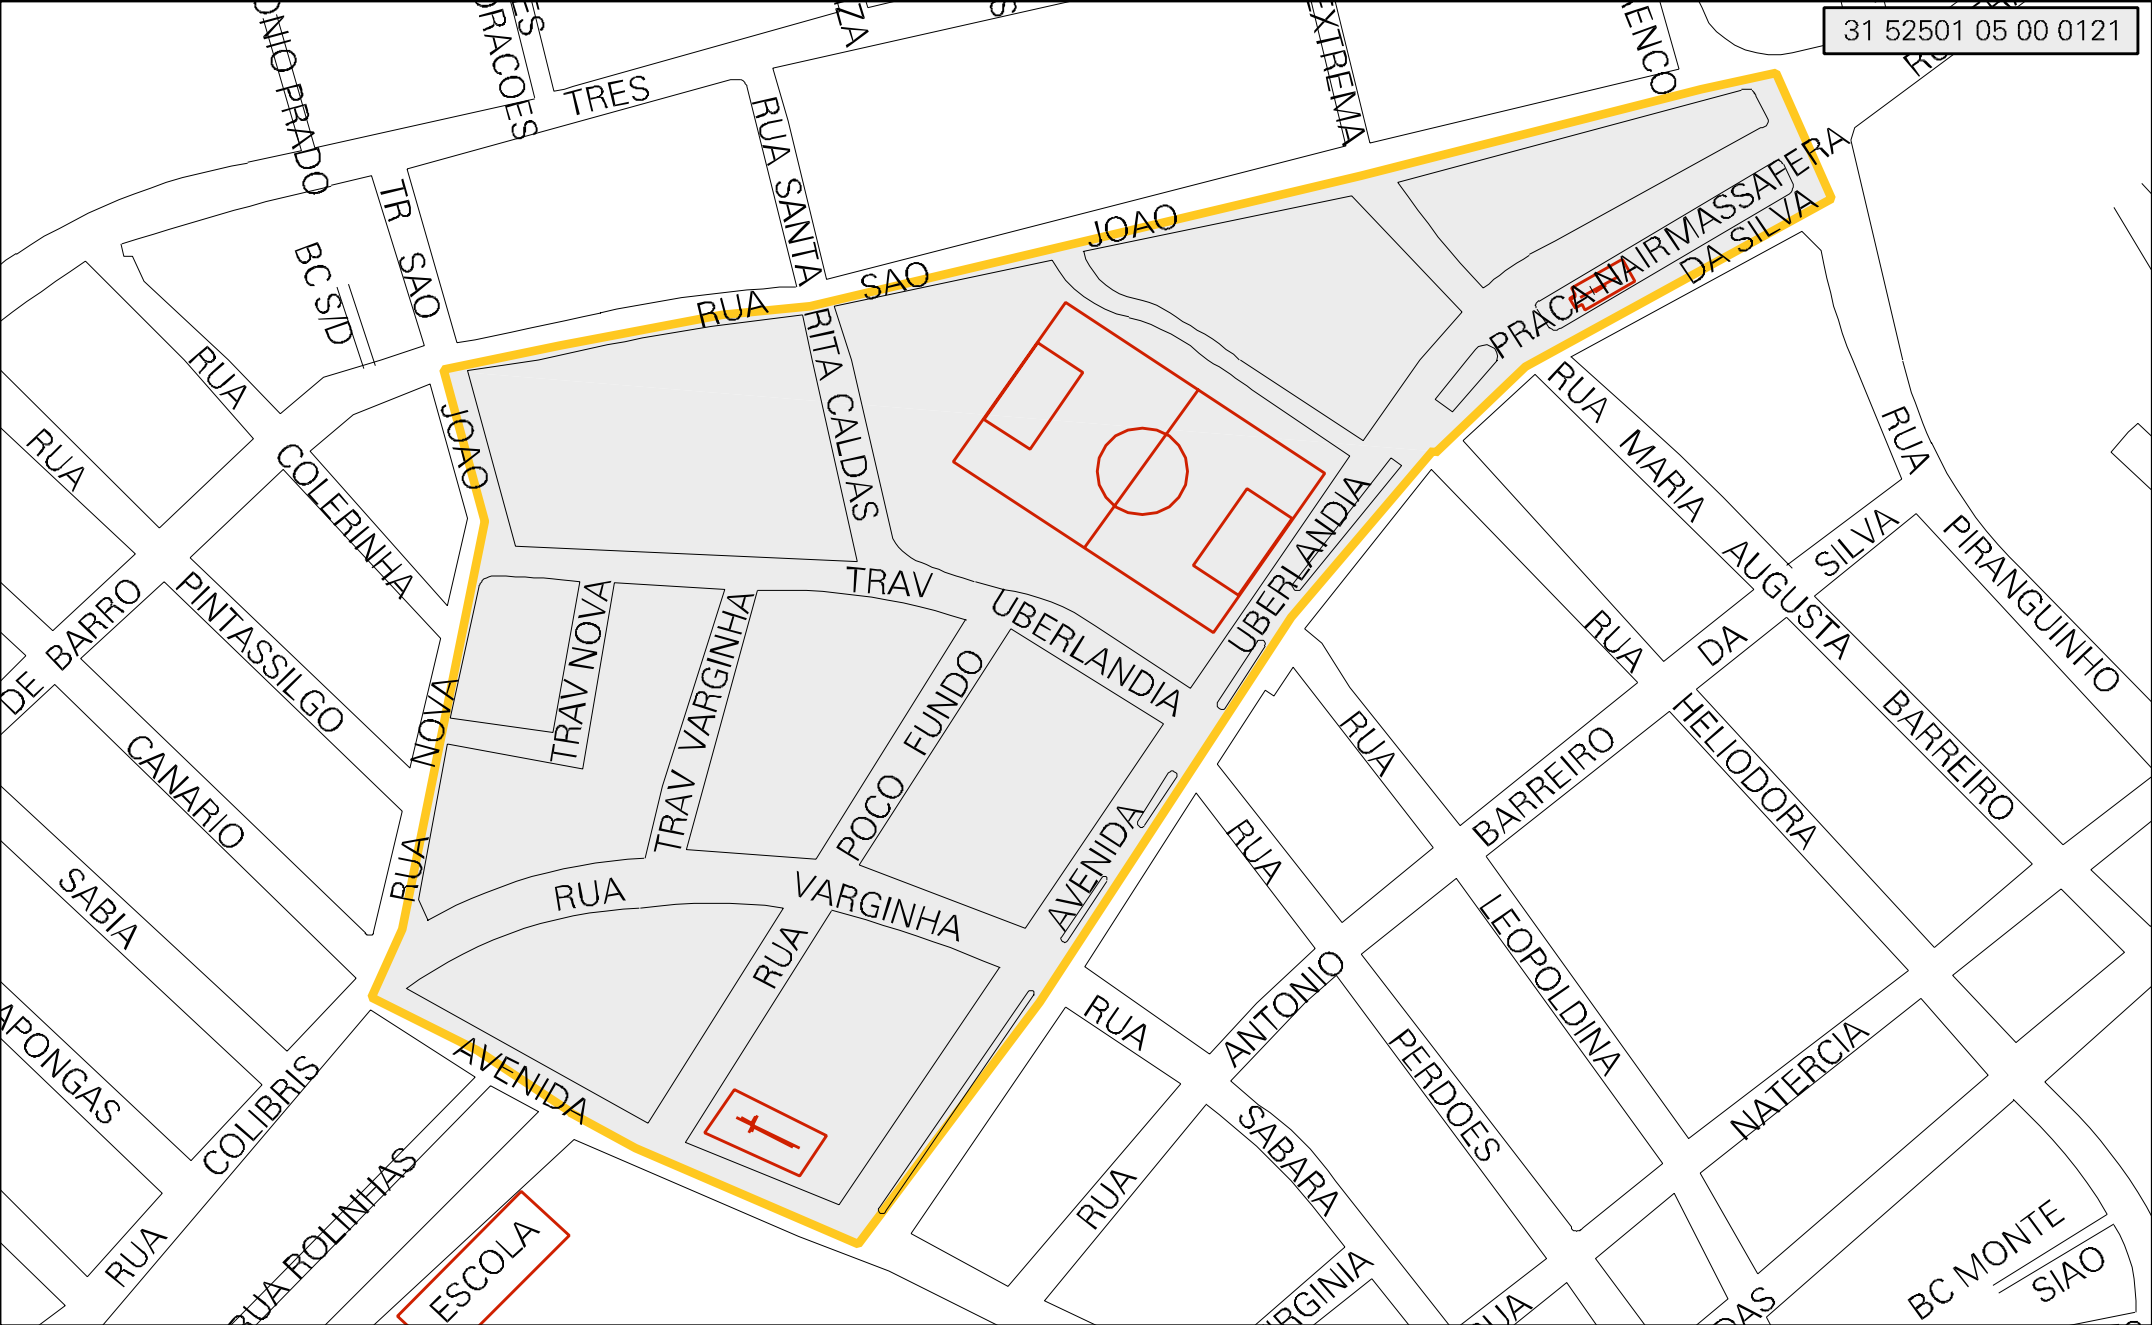 31 52501 05 00 0121
TRES
RUA SANTA
EXTREMA
TR SAO
BC S/D
JOAO
SAO
RUA
PRACA NAIRMASSAFERA
DA SILVA
RITA CALDAS
RUA
COLERINHA
JOAO
RUA
RUA MARIA AUGUSTA BARREIRO
RUA
PIRANGUINHO
TRAV UBERLANDIA
UBERLANDIA
AVENIDA
TRAV NOVA
TRAV VARGINHA
POCO FUNDO
RUA
DE BARRO
PINTASSILGO
NOVA
RUA
CANARIO
SABIA
APONGAS
RUA VARGINHA
RUA HELIODORA
BARREIRO DA SILVA
RUA LEOPOLDINA
RUA PERDOES
ANTONIO
RUA SABARA
NATERCIA
AVENIDA
COLIBRIS
RUA
RUA ROLINHAS
ESCOLA
RUA
BC MONTE
SIAO
RUA